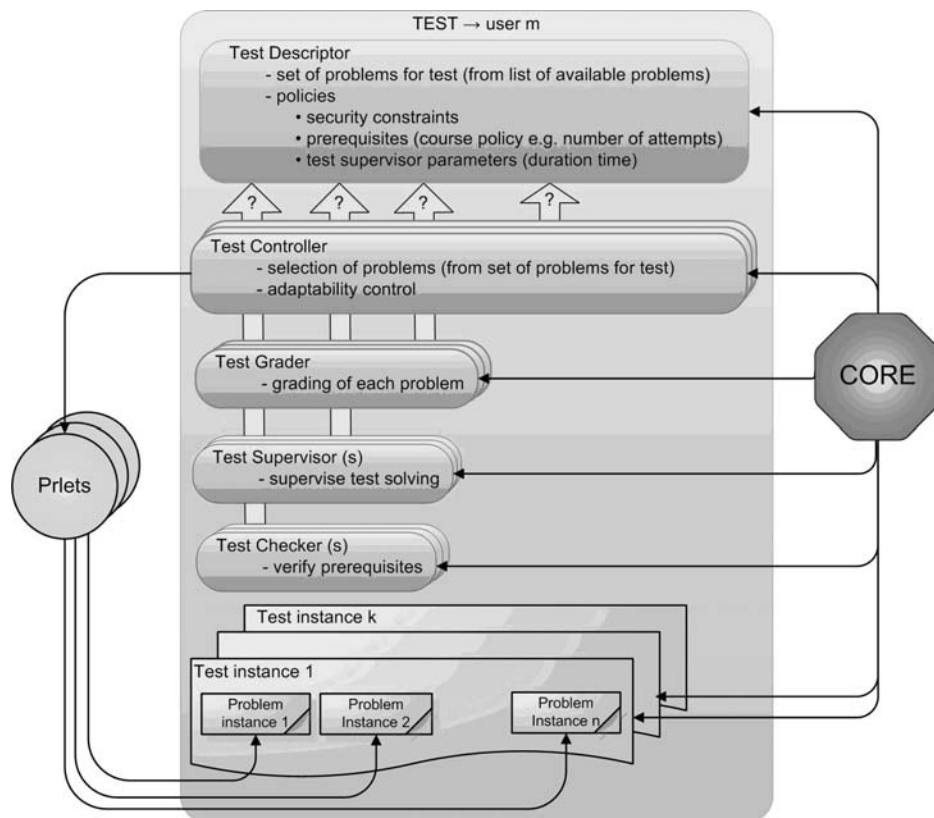 TEST → user m
Test Descriptor
- set of problems for test (from list of available problems)
- policies
• security constraints
• prerequisites (course policy e.g. number of attempts)
• test supervisor parameters (duration time)
? ? ? ?
Test Controller
- selection of problems (from set of problems for test)
- adaptability control
Test Grader
- grading of each problem
CORE
Test Supervisor (s)
- supervise test solving
Prlets
Test Checker (s)
- verify prerequisites
Test instance k
Test instance 1
Problem
instance 1
Problem
Instance 2
Problem
Instance n